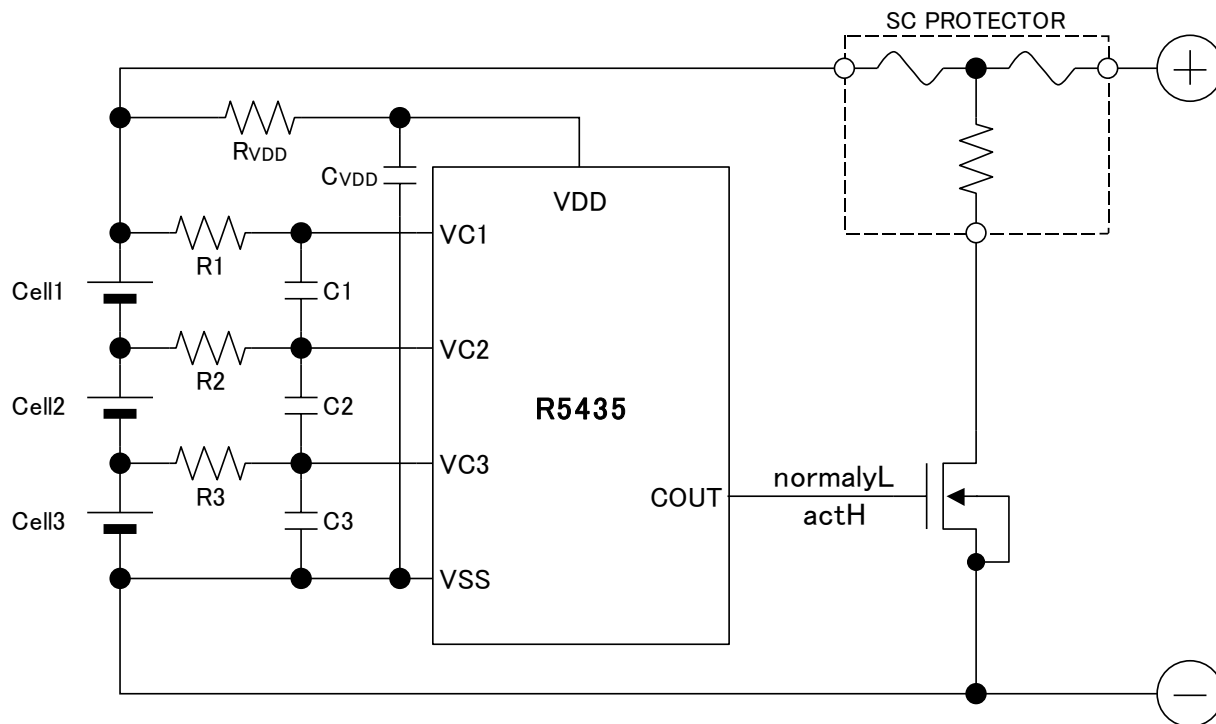 SC PROTECTOR
+
RVDD
CVDD
VDD
VC1
R1
Cell1
C1
VC2
R2
Cell2
C2
R5435
VC3
R3
normalyL
COUT
actH
Cell3
C3
VSS
−